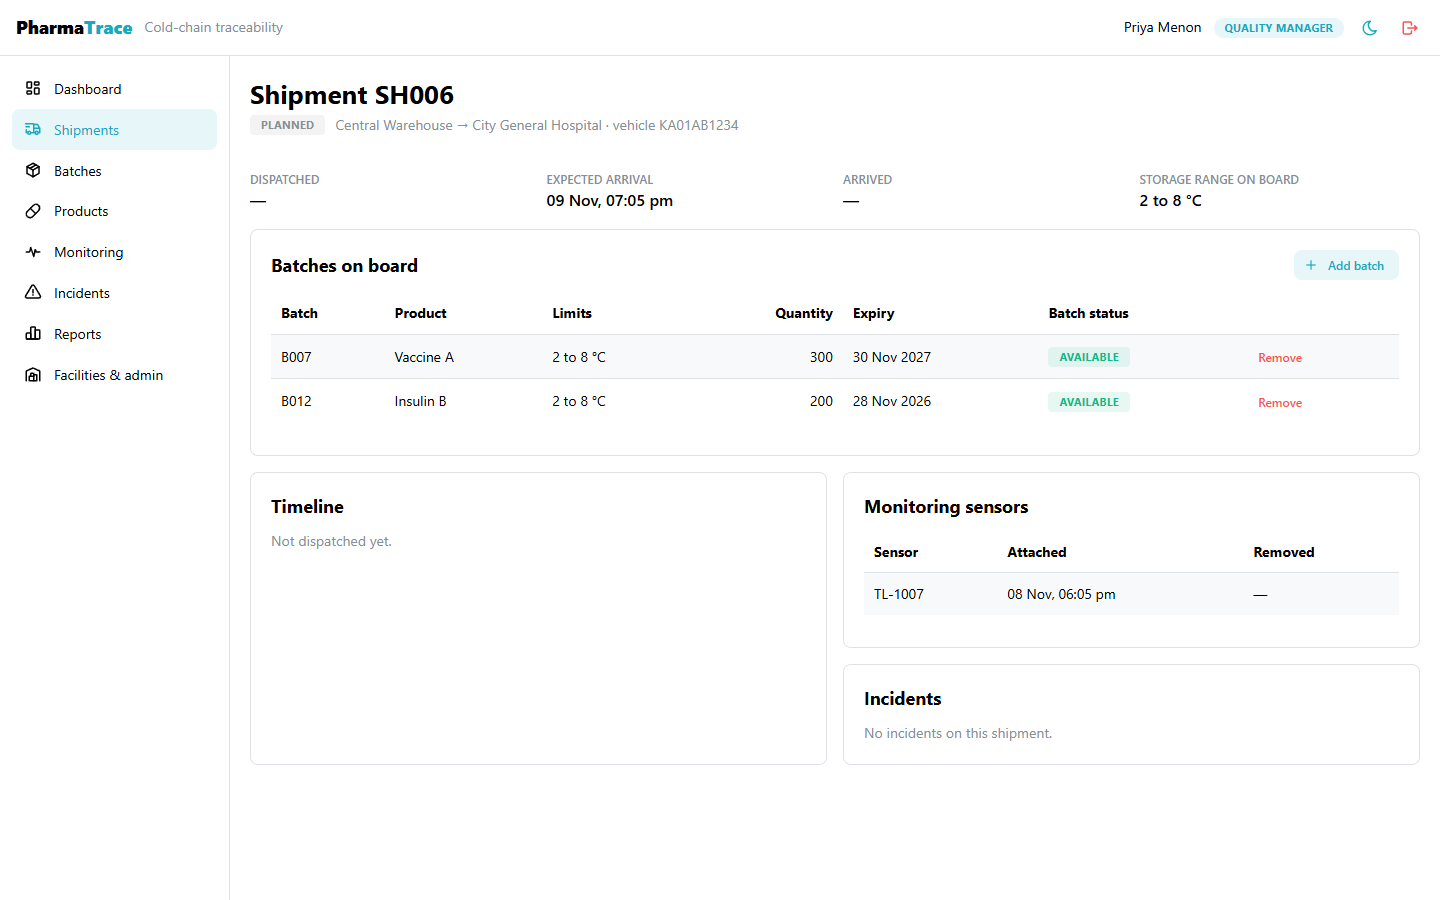 PharmaTrace Cold-chain traceability Priya Menon QUALITY MANAGER
Dashboard
Shipments
Batches
Products
Monitoring
Incidents
Reports
Facilities & admin
Shipment SH006
PLANNED Central Warehouse → City General Hospital · vehicle KA01AB1234
DISPATCHED EXPECTED ARRIVAL ARRIVED STORAGE RANGE ON BOARD
— 09 Nov, 07:05 pm — 2 to 8 °C
Batches on board + Add batch
Batch Product Limits Quantity Expiry Batch status
B007 Vaccine A 2 to 8 °C 300 30 Nov 2027 AVAILABLE Remove
B012 Insulin B 2 to 8 °C 200 28 Nov 2026 AVAILABLE Remove
Timeline
Not dispatched yet.
Monitoring sensors
Sensor Attached Removed
TL-1007 08 Nov, 06:05 pm —
Incidents
No incidents on this shipment.